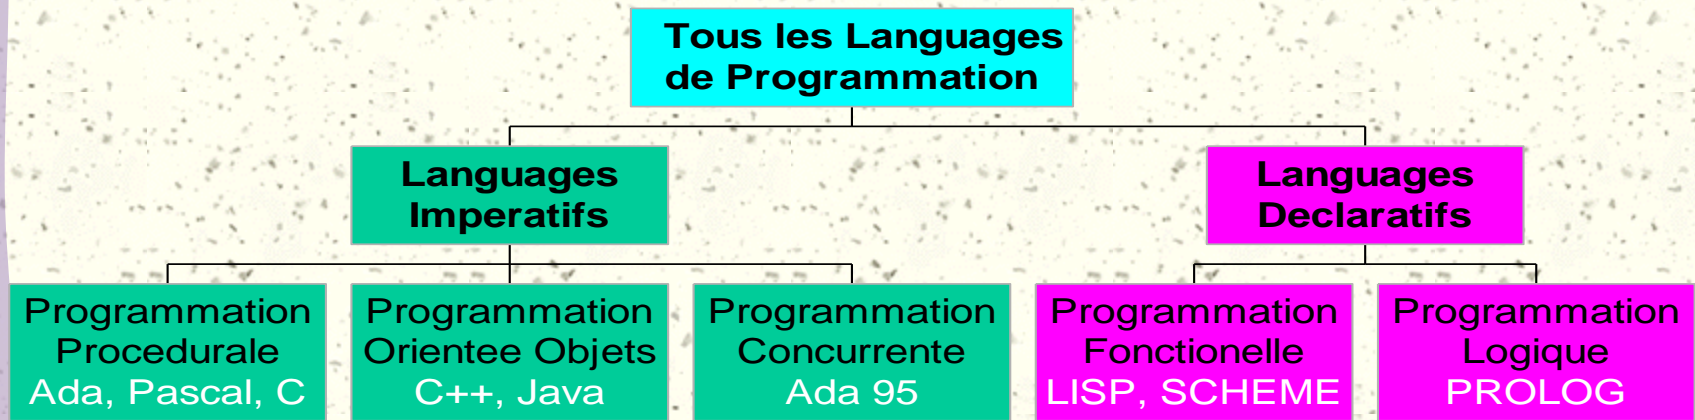 Tous les Languages
de Programmation
Languages
Imperatifs
Languages
Declaratifs
Programmation
Procedurale
Ada, Pascal, C
Programmation
Orientee Objets
C++, Java
Programmation
Concurrente
Ada 95
Programmation
Fonctionelle
LISP, SCHEME
Programmation
Logique
PROLOG